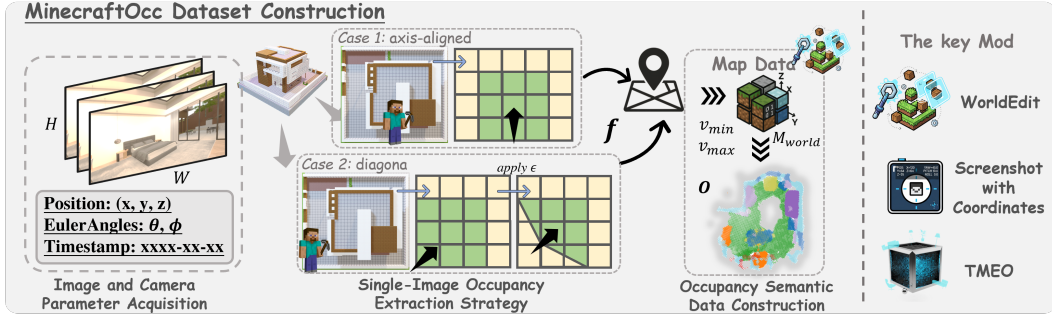 MinecraftOcc Dataset Construction
H
W
Position: (x, y, z)
EulerAngles: θ, ϕ
Timestamp: xxxx-xx-xx
Image and Camera
Parameter Acquisition
Case 1: axis-aligned
Case 2: diagona
apply ϵ
Single-Image Occupancy
Extraction Strategy
f
Map Data
Z
X
Y
v_min
v_max
M_world
O
Occupancy Semantic
Data Construction
The key Mod
WorldEdit
Screenshot
with
Coordinates
TMEO